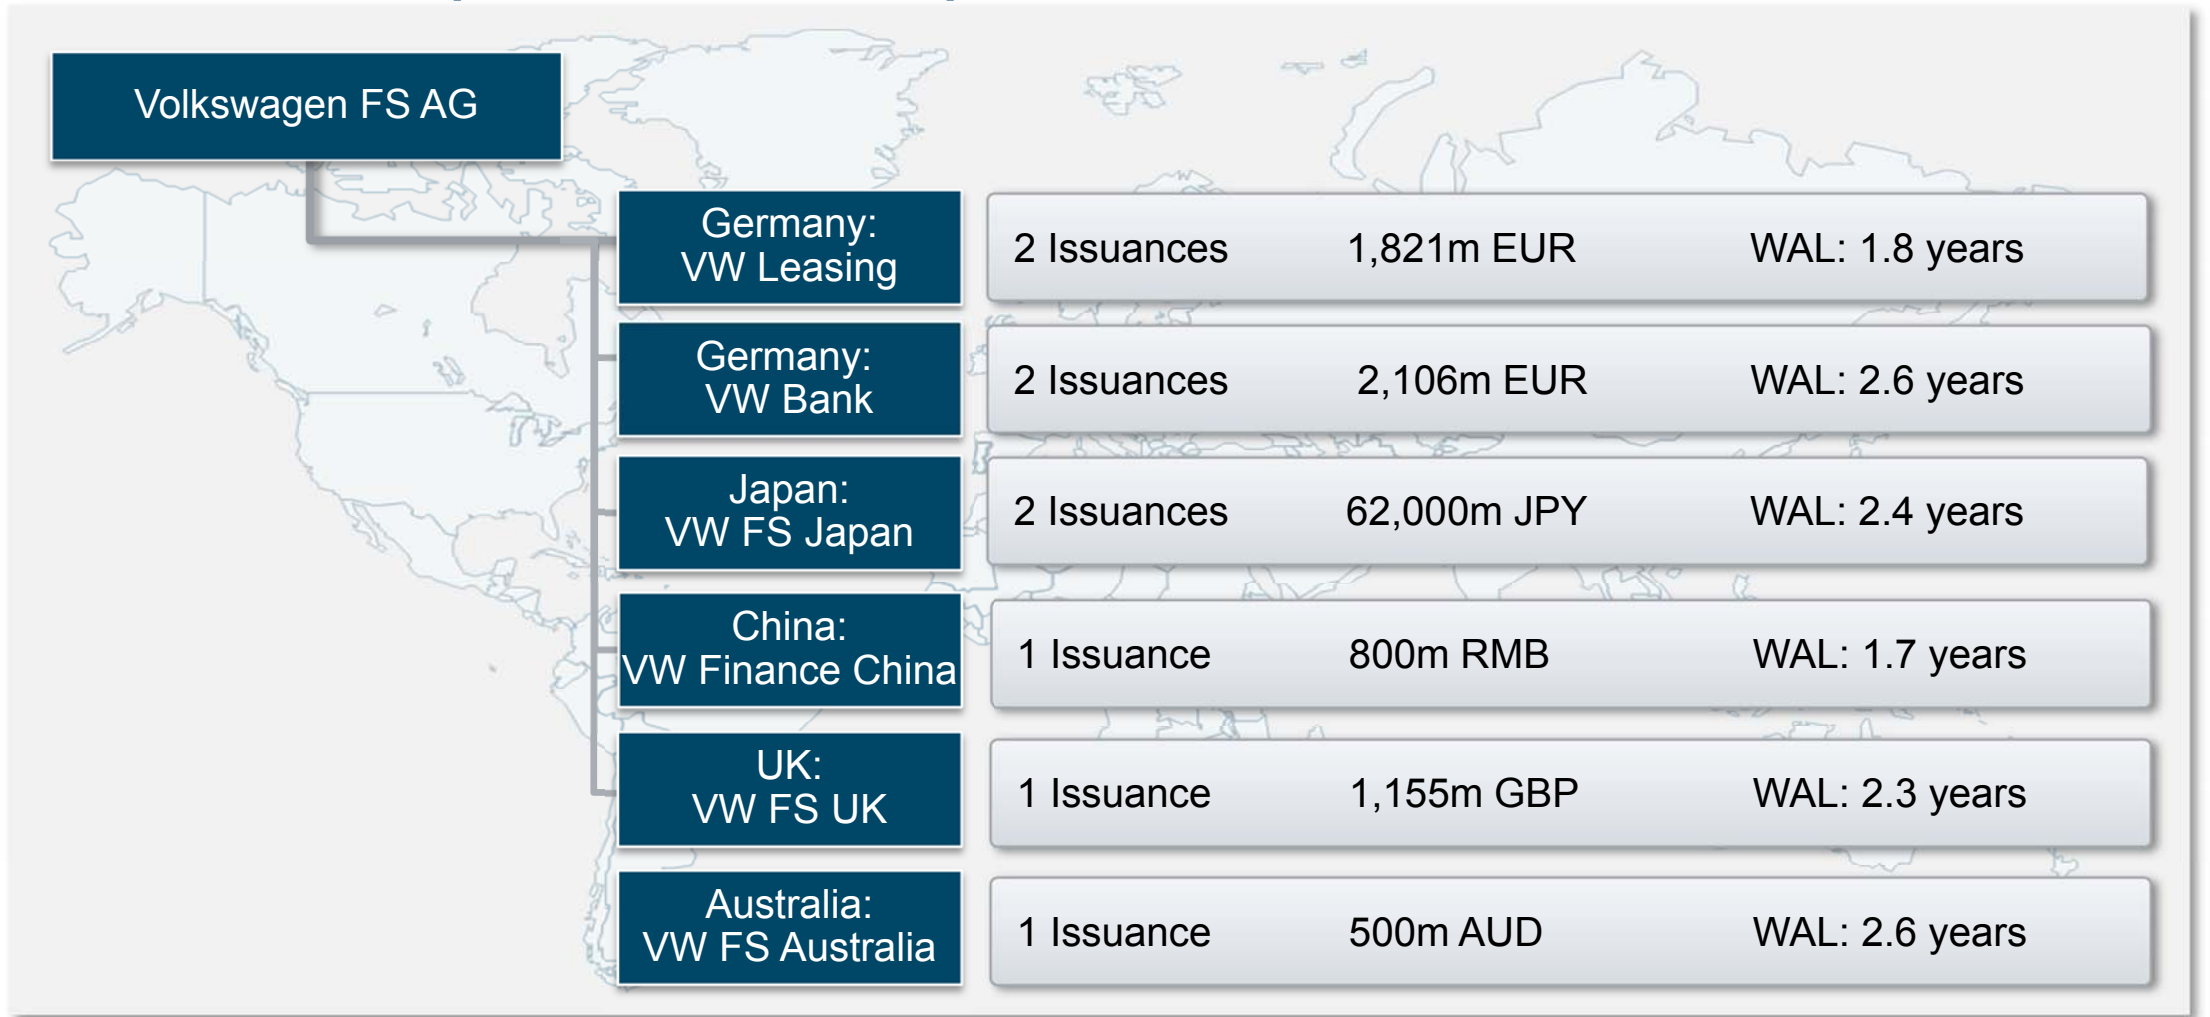 Volkswagen FS AG
Germany:
VW Leasing
2 Issuances 1,821m EUR WAL: 1.8 years
Germany:
VW Bank
2 Issuances 2,106m EUR WAL: 2.6 years
Japan:
VW FS Japan
2 Issuances 62,000m JPY WAL: 2.4 years
China:
VW Finance China
1 Issuance 800m RMB WAL: 1.7 years
UK:
VW FS UK
1 Issuance 1,155m GBP WAL: 2.3 years
Australia:
VW FS Australia
1 Issuance 500m AUD WAL: 2.6 years